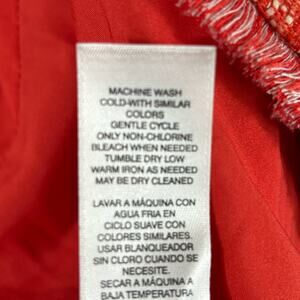 MACHINE WASH
COLD-WITH SIMILAR
COLORS
GENTLE CYCLE
ONLY NON-CHLORINE
BLEACH WHEN NEEDED
TUMBLE DRY LOW
WARM IRON AS NEEDED
MAY BE DRY CLEANED
LAVAR A MÁQUINA CON
AGUA FRIA EN
CICLO SUAVE CON
COLORES SIMILARES.
USAR BLANQUEADOR
SIN CLORO CUANDO SE
NECESITE.
SECAR A MÁQUINA A
BAJA TEMPERATURA